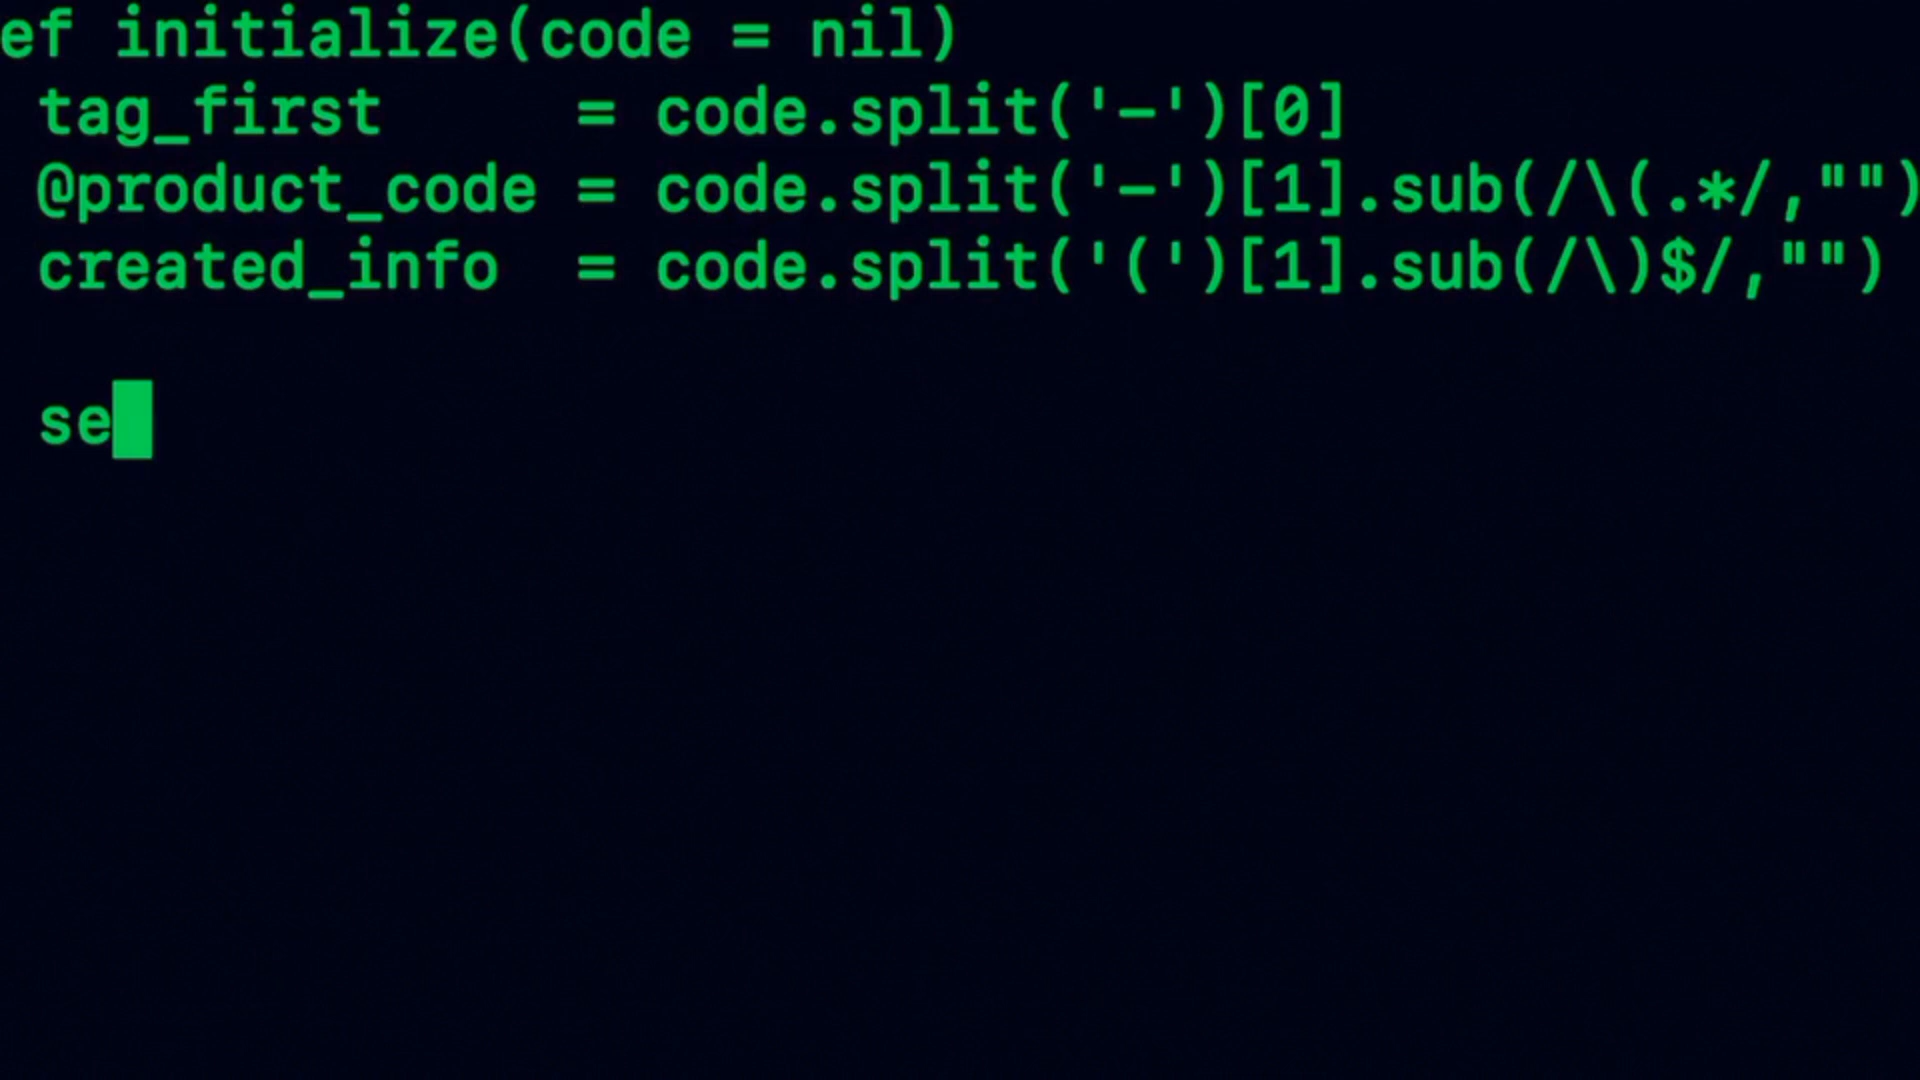 ef initialize(code = nil)
tag_first = code.split('-')[0]
@product_code = code.split('-')[1].sub(/\(.*/,"")
created_info = code.split('(')[1].sub(/\)$/,"")
se